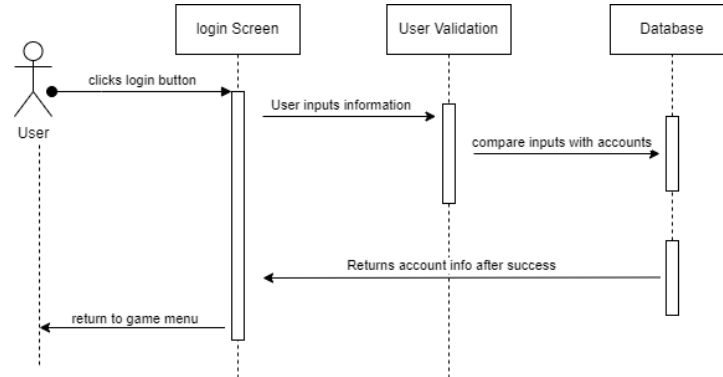 login Screen
User Validation
Database
clicks login button
User inputs information
User
compare inputs with accounts
Returns account info after success
return to game menu